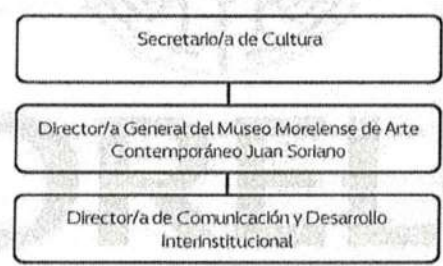 Secretario/a de Cultura
Director/a General del Museo Morelense de Arte
Contemporáneo Juan Soriano
Director/a de Comunicación y Desarrollo
Interinstitucional